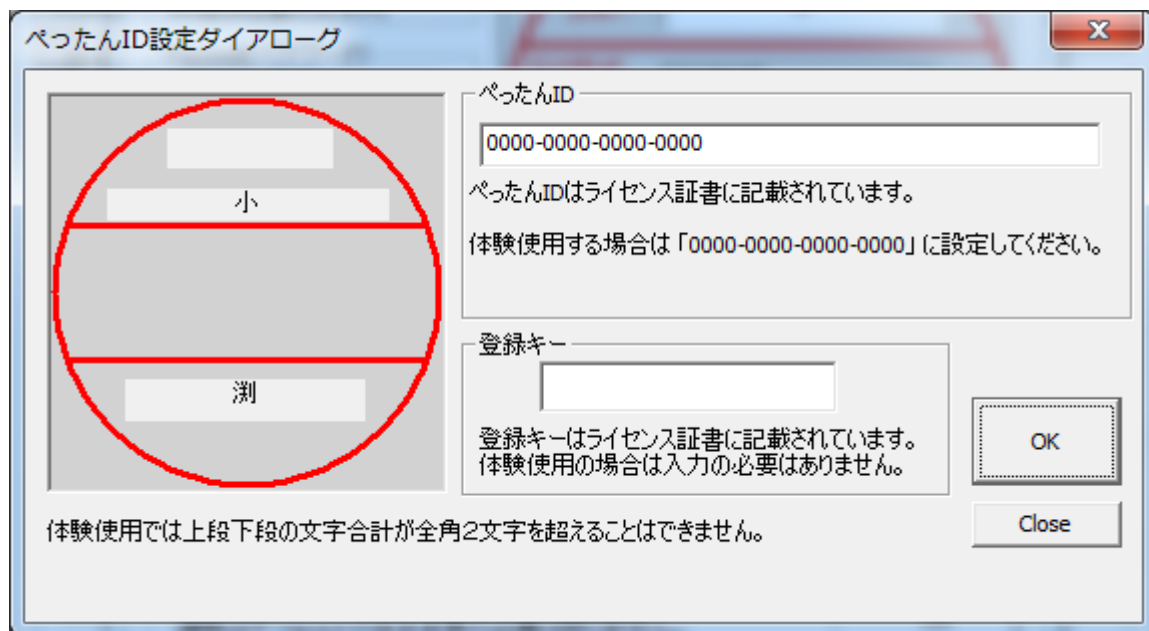 ぺったんID設定ダイアローグ
小
渕
ぺったんID
0000-0000-0000-0000
ぺったんIDはライセンス証書に記載されています。
体験使用する場合は「0000-0000-0000-0000」に設定してください。
登録キー
登録キーはライセンス証書に記載されています。
体験使用の場合は入力の必要はありません。
OK
Close
体験使用では上段下段の文字合計が全角2文字を超えることはできません。